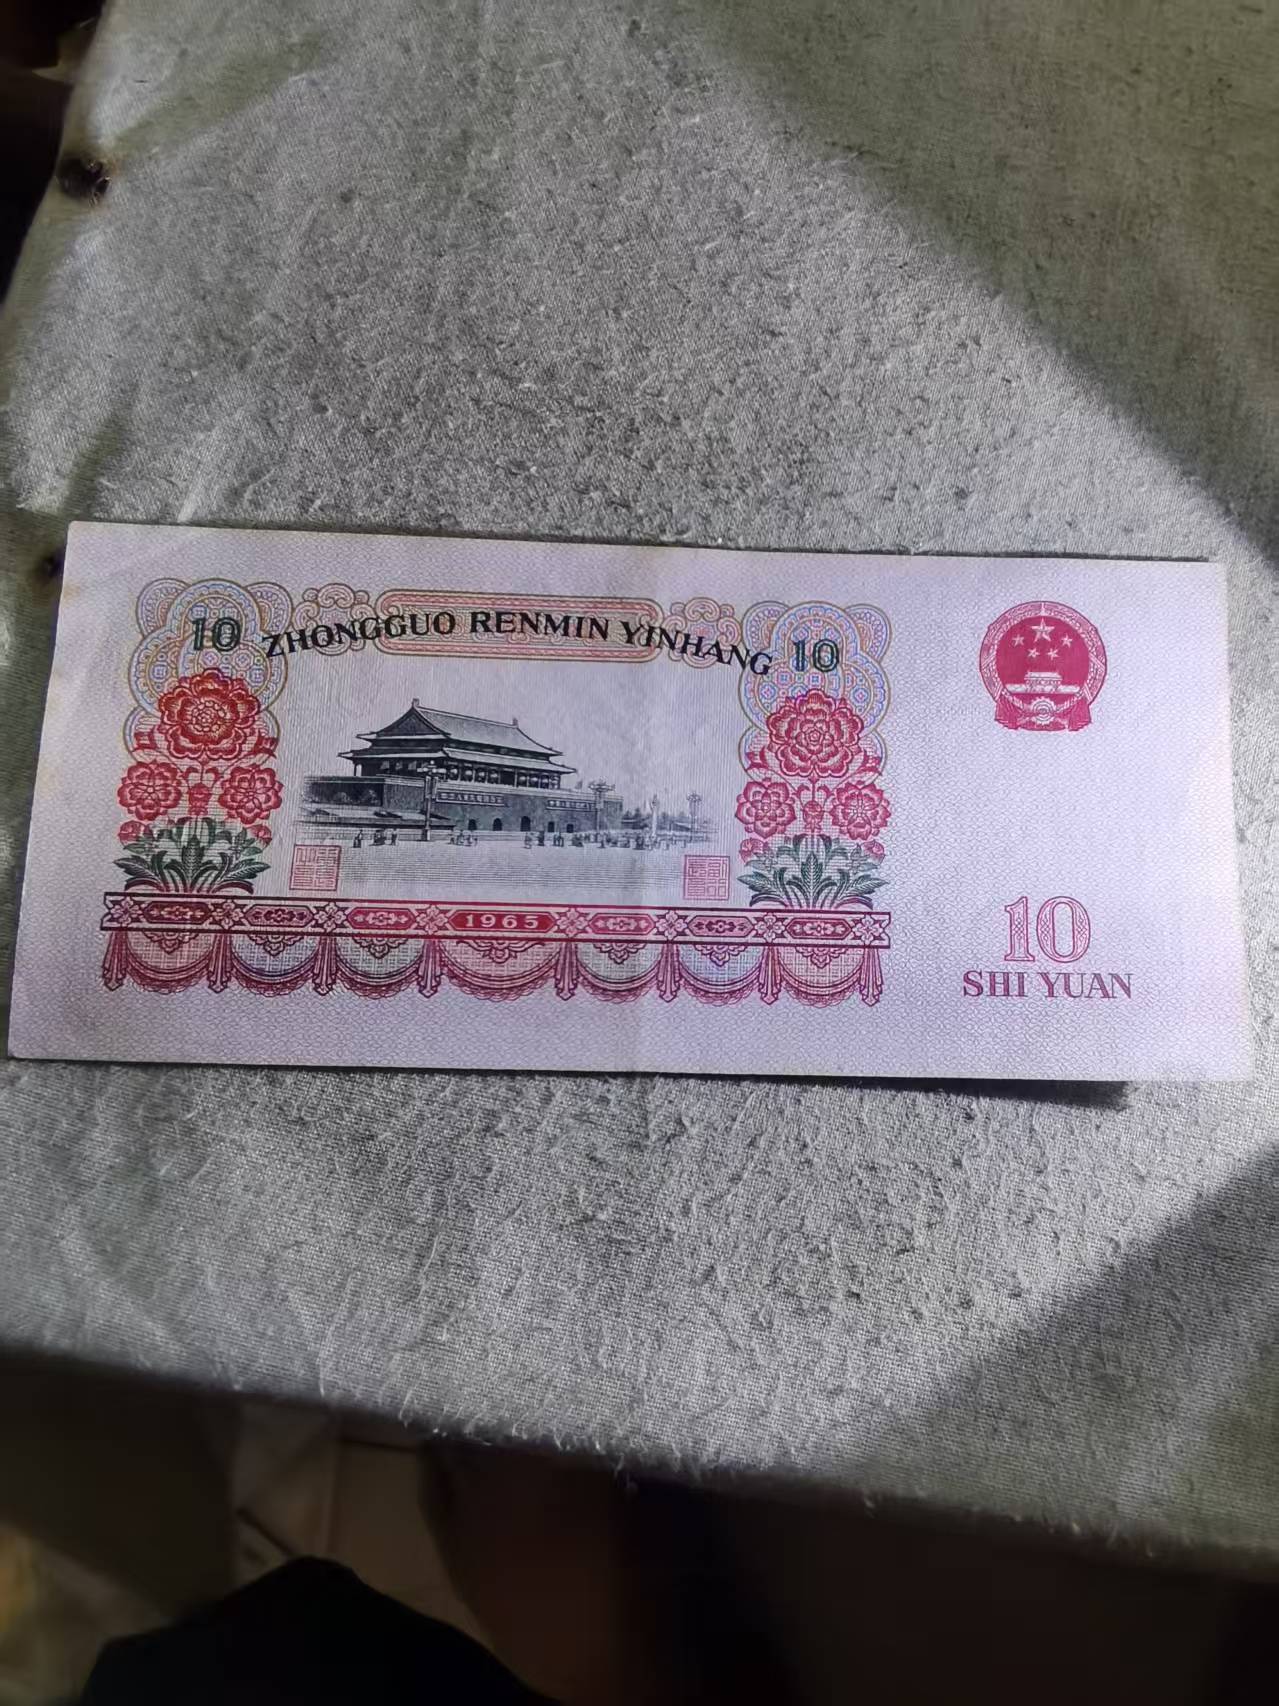 10 ZHONGGUO RENMIN YINHANG 10
1965
10
SHI YUAN